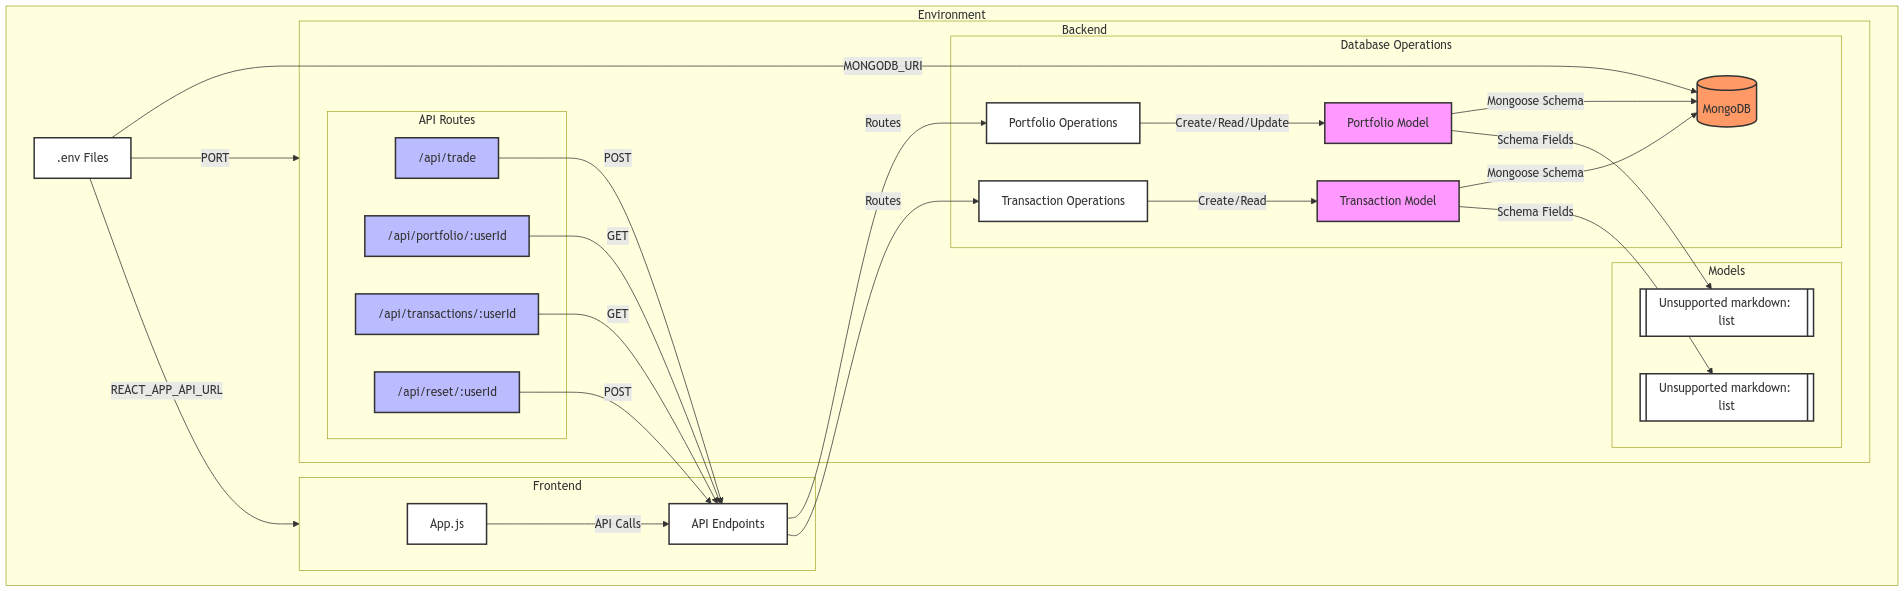 Environment
Backend
Database Operations
MONGODB_URI
MongoDB
Mongoose Schema
API Routes
Routes
Portfolio Operations
Create/Read/Update
Portfolio Model
Schema Fields
.env Files
PORT
/api/trade
POST
Mongoose Schema
Routes
Transaction Operations
Create/Read
Transaction Model
Schema Fields
/api/portfolio/:userId
GET
Models
Unsupported markdown:
list
/api/transactions/:userId
GET
Unsupported markdown:
list
REACT_APP_API_URL
/api/reset/:userId
POST
Frontend
App.js
API Calls
API Endpoints